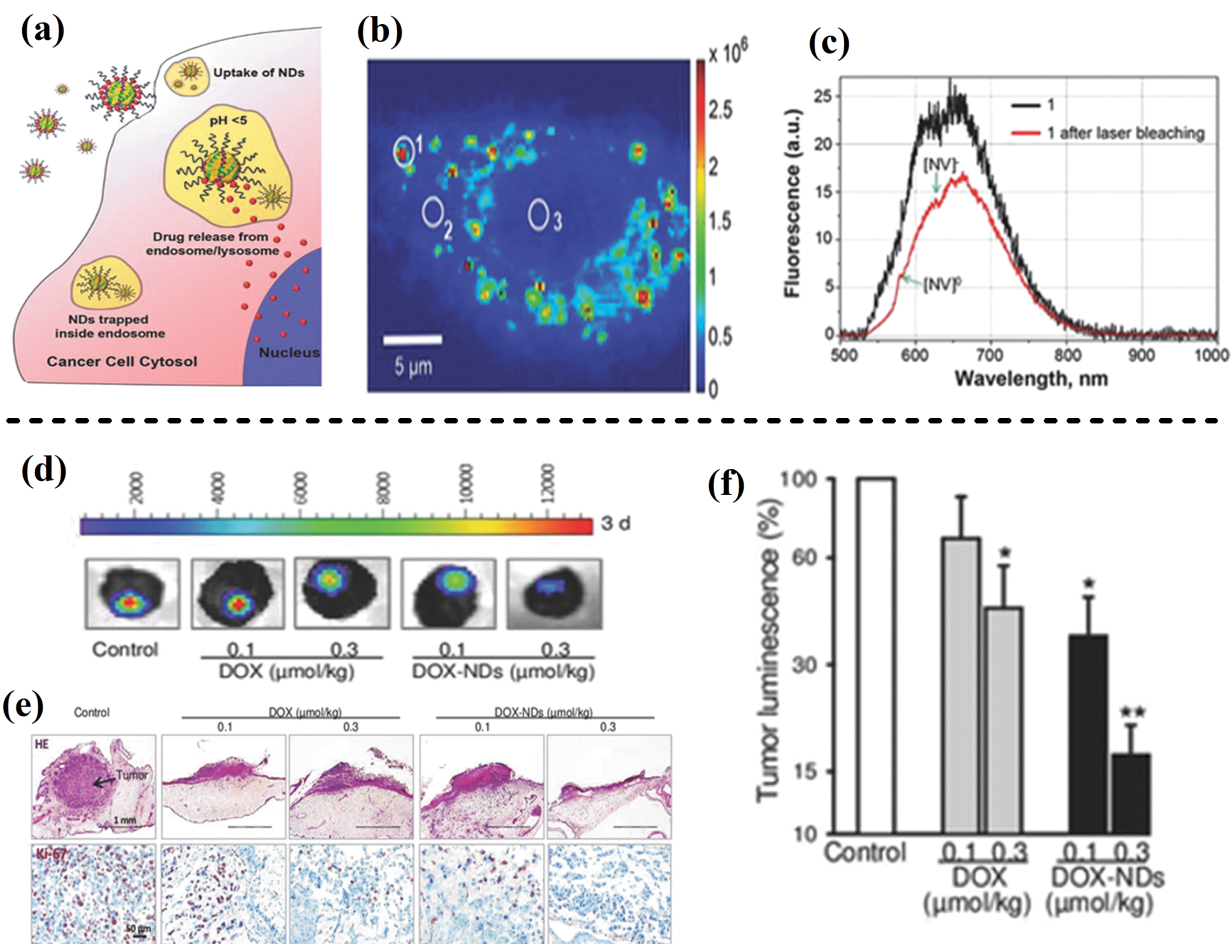 (a)
Uptake of NDs
pH <5
Drug release from
endosome/lysosome
NDs trapped
inside endosome
Cancer Cell Cytosol
Nucleus
(b)
1
2
3
5 µm
x 10⁶
2.5
2
1.5
1
0.5
0
(c)
Fluorescence (a.u.)
25
20
15
10
5
0
1
1 after laser bleaching
[NV]⁻
[NV]⁰
500 600 700 800 900 1000
Wavelength, nm
(d)
2000 4000 6000 8000 10000 12000
3 d
Control
0.1 0.3
DOX (µmol/kg)
0.1 0.3
DOX-NDs (µmol/kg)
(e)
Control
DOX (µmol/kg)
DOX-NDs (µmol/kg)
0.1 0.3 0.1 0.3
HE
Tumor
1 mm
Ki-67
50 µm
(f)
Tumor luminescence (%)
100
60
30
15
10
*
*
**
Control
0.1 0.3
DOX
(µmol/kg)
0.1 0.3
DOX-NDs
(µmol/kg)